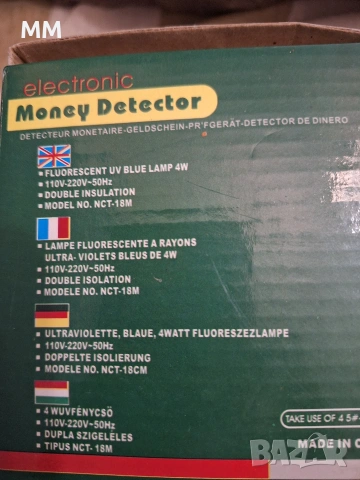 MM
electronic
Money Detector
DETECTEUR MONETAIRE-GELDSCHEIN-PR'FGERÄT-DETECTOR DE DINERO
FLUORESCENT UV BLUE LAMP 4W
110V-220V~50Hz
DOUBLE INSULATION
MODEL NO. NCT-18M
LAMPE FLUORESCENTE A RAYONS
ULTRA- VIOLETS BLEUS DE 4W
110V-220V~50Hz
DOUBLE ISOLATION
MODELE NO. NCT-18M
ULTRAVIOLETTE, BLAUE, 4WATT FLUORESZEZLAMPE
110V-220V~50Hz
DOPPELTE ISOLIERUNG
MODELE NO. NCT-18CM
4 WUVFÉNYCSŐ
110V-220V~50Hz
DUPLA SZIGELÉLES
TIPUS NCT- 18M
TAKE USE OF 4 5#
MADE IN
bazar